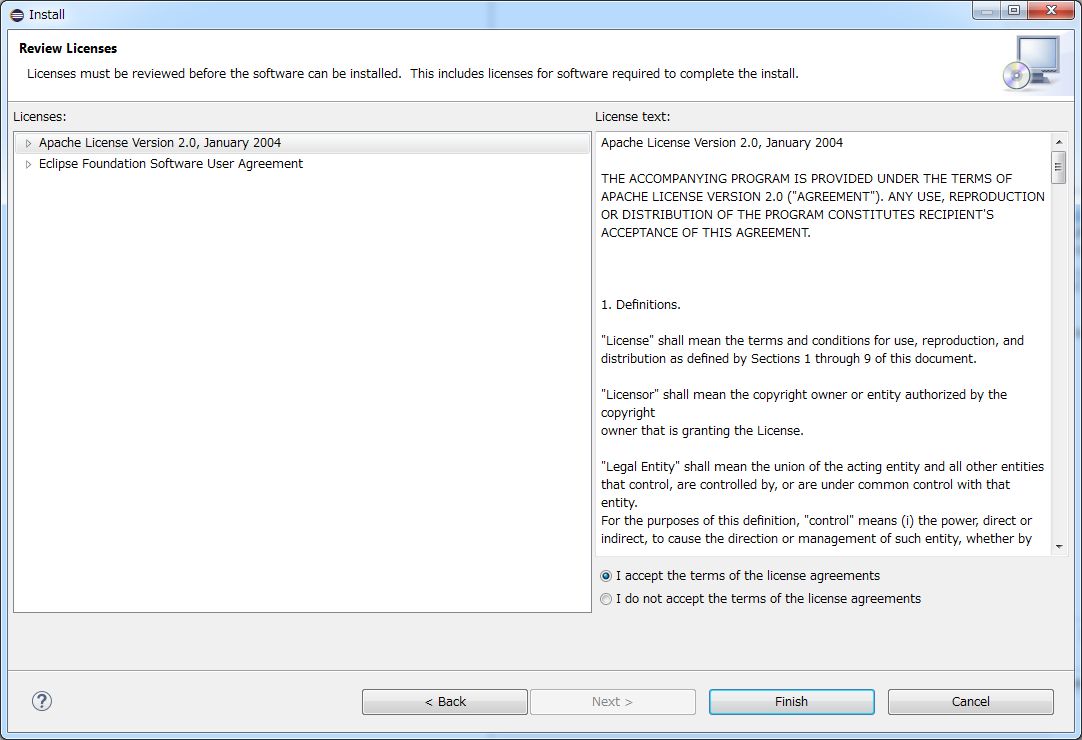 Install
Review Licenses
Licenses must be reviewed before the software can be installed.  This includes licenses for software required to complete the install.
Licenses:
Apache License Version 2.0, January 2004
Eclipse Foundation Software User Agreement
License text:
Apache License Version 2.0, January 2004
THE ACCOMPANYING PROGRAM IS PROVIDED UNDER THE TERMS OF
APACHE LICENSE VERSION 2.0 ("AGREEMENT"). ANY USE, REPRODUCTION
OR DISTRIBUTION OF THE PROGRAM CONSTITUTES RECIPIENT'S
ACCEPTANCE OF THIS AGREEMENT.
1. Definitions.
"License" shall mean the terms and conditions for use, reproduction, and
distribution as defined by Sections 1 through 9 of this document.
"Licensor" shall mean the copyright owner or entity authorized by the
copyright
owner that is granting the License.
"Legal Entity" shall mean the union of the acting entity and all other entities
that control, are controlled by, or are under common control with that
entity.
For the purposes of this definition, "control" means (i) the power, direct or
indirect, to cause the direction or management of such entity, whether by
I accept the terms of the license agreements
I do not accept the terms of the license agreements
?
< Back
Next >
Finish
Cancel